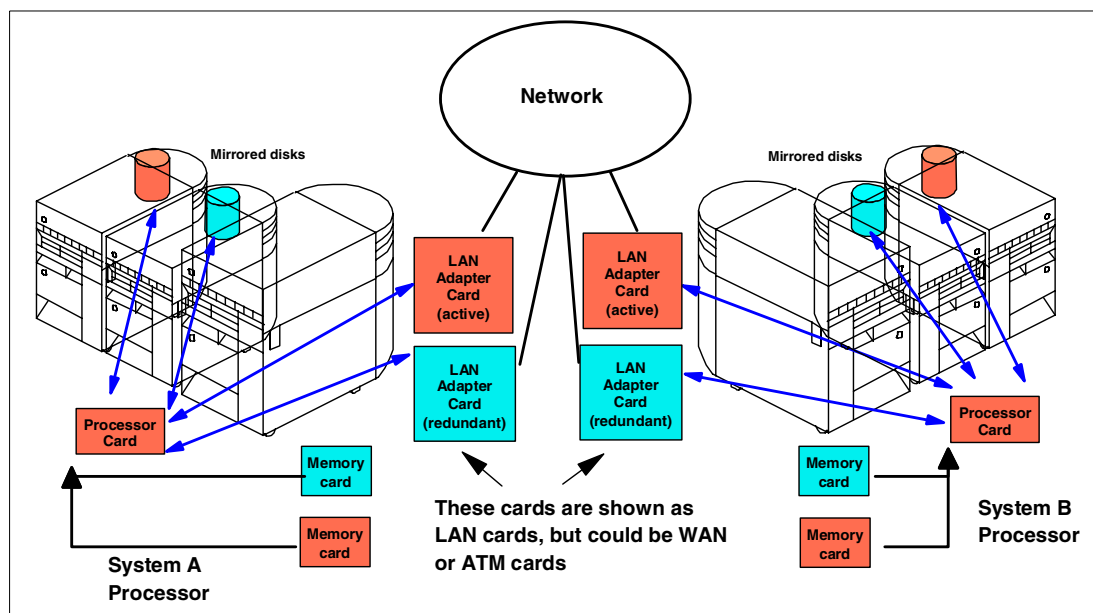 Network
Mirrored disks
Mirrored disks
LAN
Adapter
Card
(active)
LAN
Adapter
Card
(active)
LAN
Adapter
Card
(redundant)
LAN
Adapter
Card
(redundant)
Processor
Card
Processor
Card
Memory
card
Memory
card
Memory
card
Memory
card
These cards are shown as
LAN cards, but could be WAN
or ATM cards
System A
Processor
System B
Processor